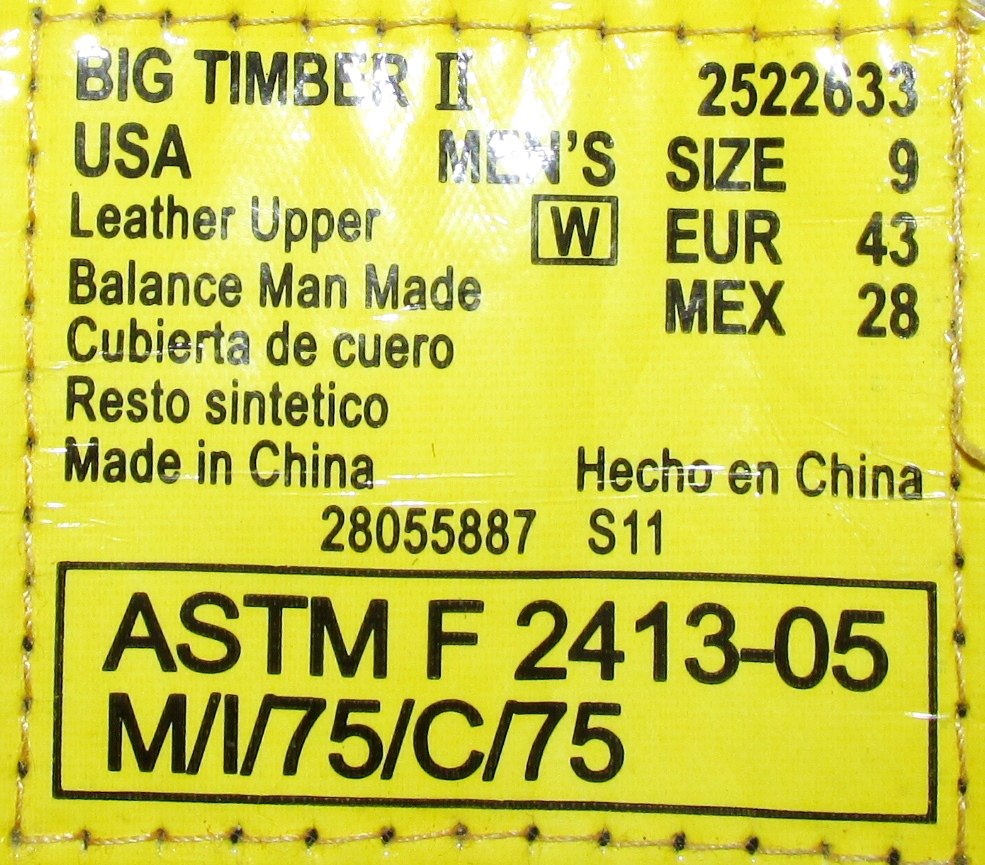 BIG TIMBER II 2522633
USA MEN'S SIZE 9
Leather Upper W EUR 43
Balance Man Made MEX 28
Cubierta de cuero
Resto sintetico
Made in China Hecho en China
28055887 S11
ASTM F 2413-05
M/I/75/C/75